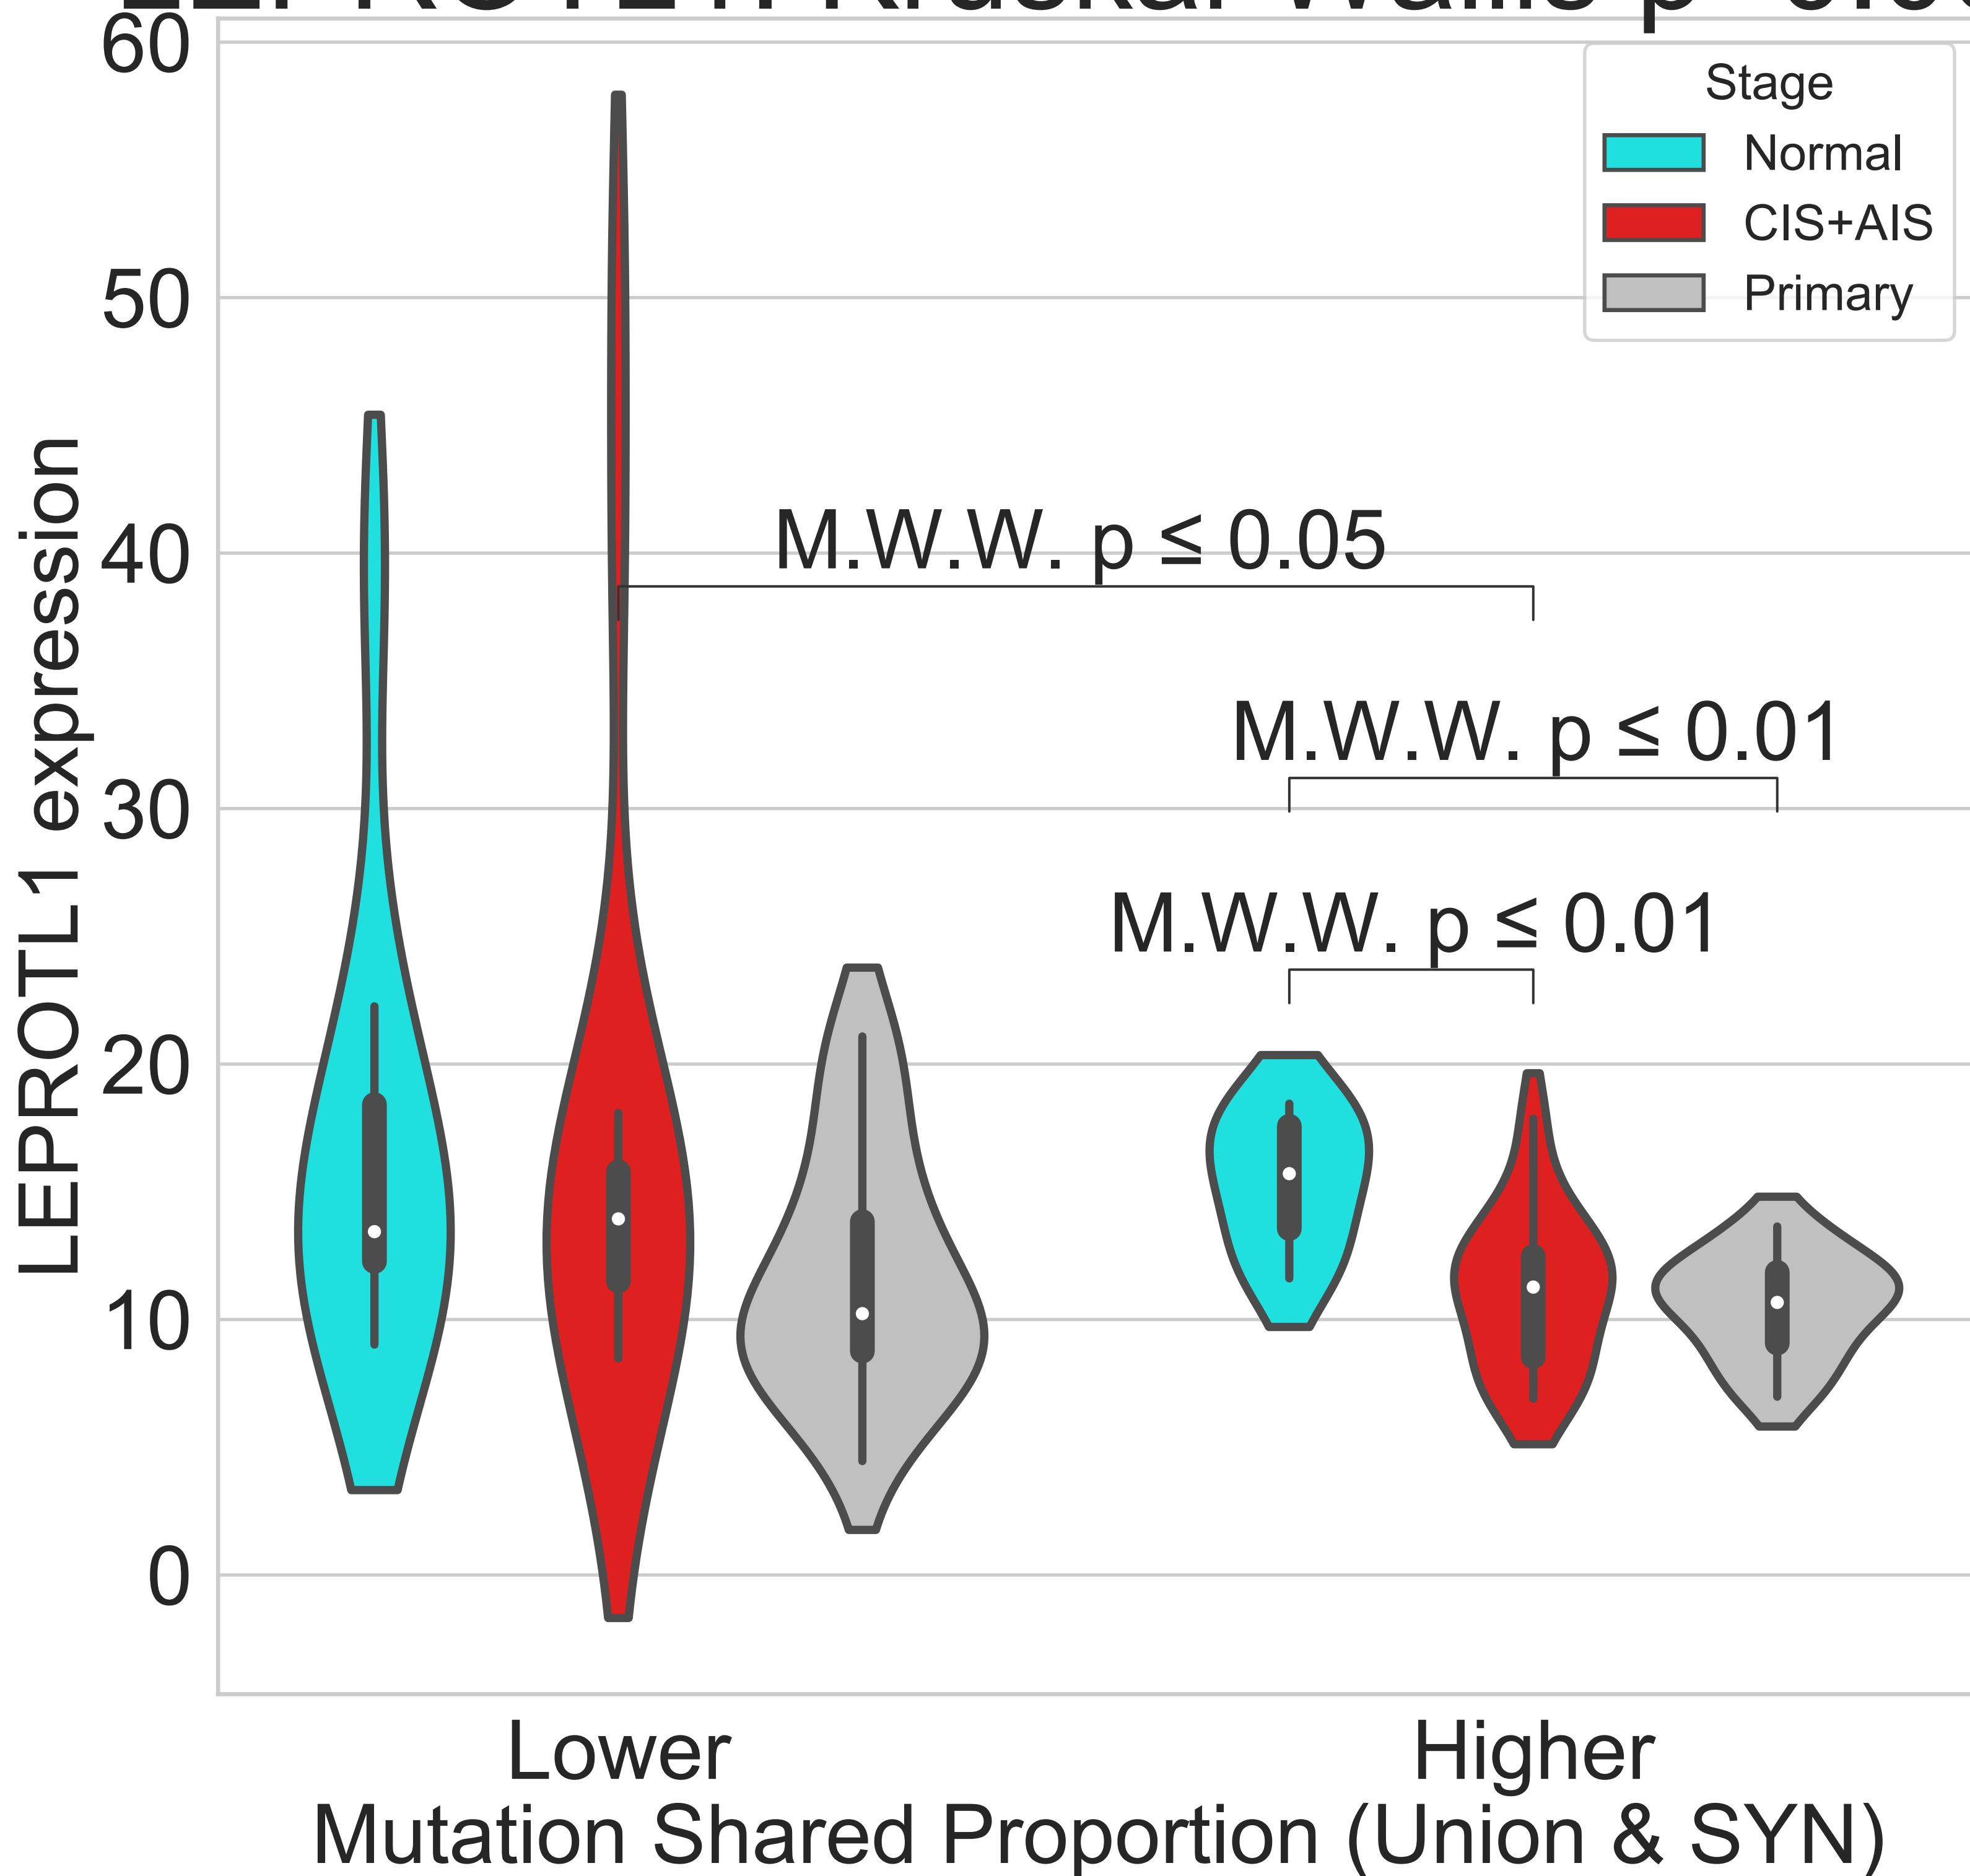 60
50
40
30
20
10
0
LEPROTL1 expression
Stage
Normal
CIS+AIS
Primary
M.W.W. p ≤ 0.05
M.W.W. p ≤ 0.01
M.W.W. p ≤ 0.01
Lower
Higher
Mutation Shared Proportion (Union & SYN)